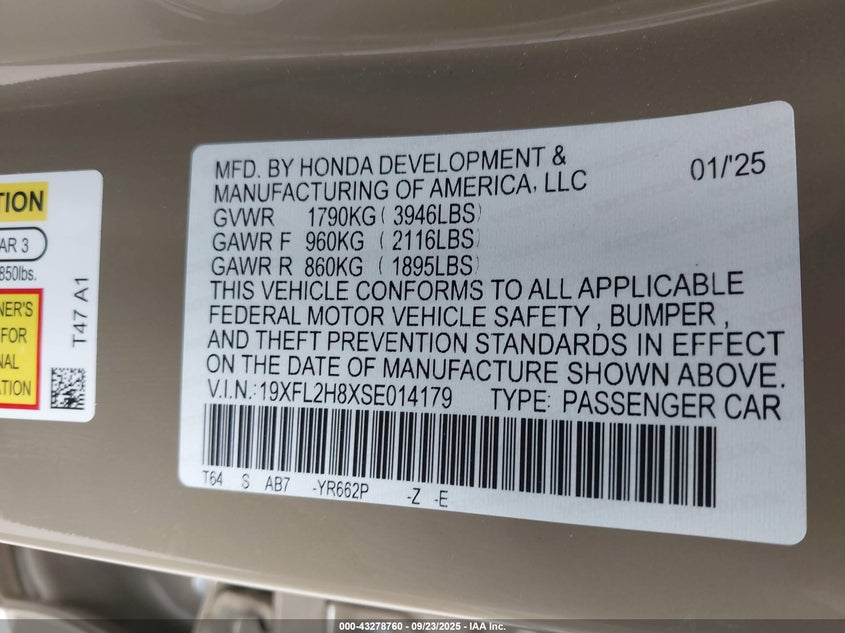 TION
AR 3
850lbs.
NER'S
FOR
NAL
ATION
T47 A1
MFD. BY HONDA DEVELOPMENT & 01/'25
MANUFACTURING OF AMERICA, LLC
GVWR 1790KG ( 3946LBS)
GAWR F 960KG ( 2116LBS)
GAWR R 860KG ( 1895LBS)
THIS VEHICLE CONFORMS TO ALL APPLICABLE
FEDERAL MOTOR VEHICLE SAFETY , BUMPER ,
AND THEFT PREVENTION STANDARDS IN EFFECT
ON THE DATE OF MANUFACTURE SHOWN ABOVE.
V.I.N.:19XFL2H8XSE014179 TYPE: PASSENGER CAR
T64 S AB7 -YR662P -Z -E
000-43278760 - 09/23/2025 - IAA Inc.